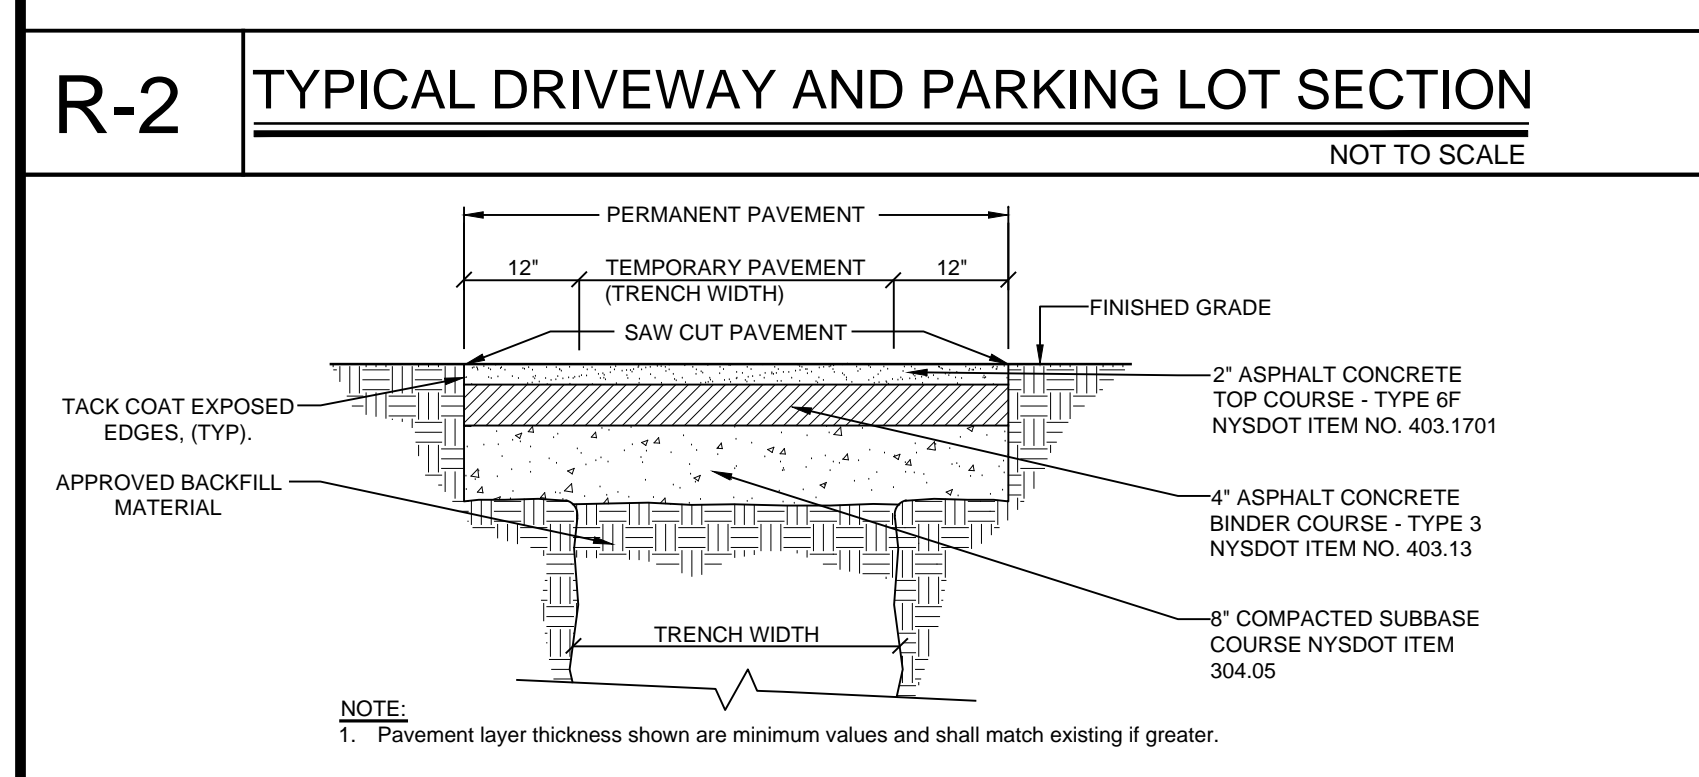 R-2
TYPICAL DRIVEWAY AND PARKING LOT SECTION
NOT TO SCALE
PERMANENT PAVEMENT
12"
TEMPORARY PAVEMENT
(TRENCH WIDTH)
12"
SAW CUT PAVEMENT
FINISHED GRADE
TACK COAT EXPOSED
EDGES, (TYP).
APPROVED BACKFILL
MATERIAL
2" ASPHALT CONCRETE
TOP COURSE - TYPE 6F
NYSDOT ITEM NO. 403.1701
4" ASPHALT CONCRETE
BINDER COURSE - TYPE 3
NYSDOT ITEM NO. 403.13
8" COMPACTED SUBBASE
COURSE NYSDOT ITEM
304.05
TRENCH WIDTH
NOTE:
1. Pavement layer thickness shown are minimum values and shall match existing if greater.